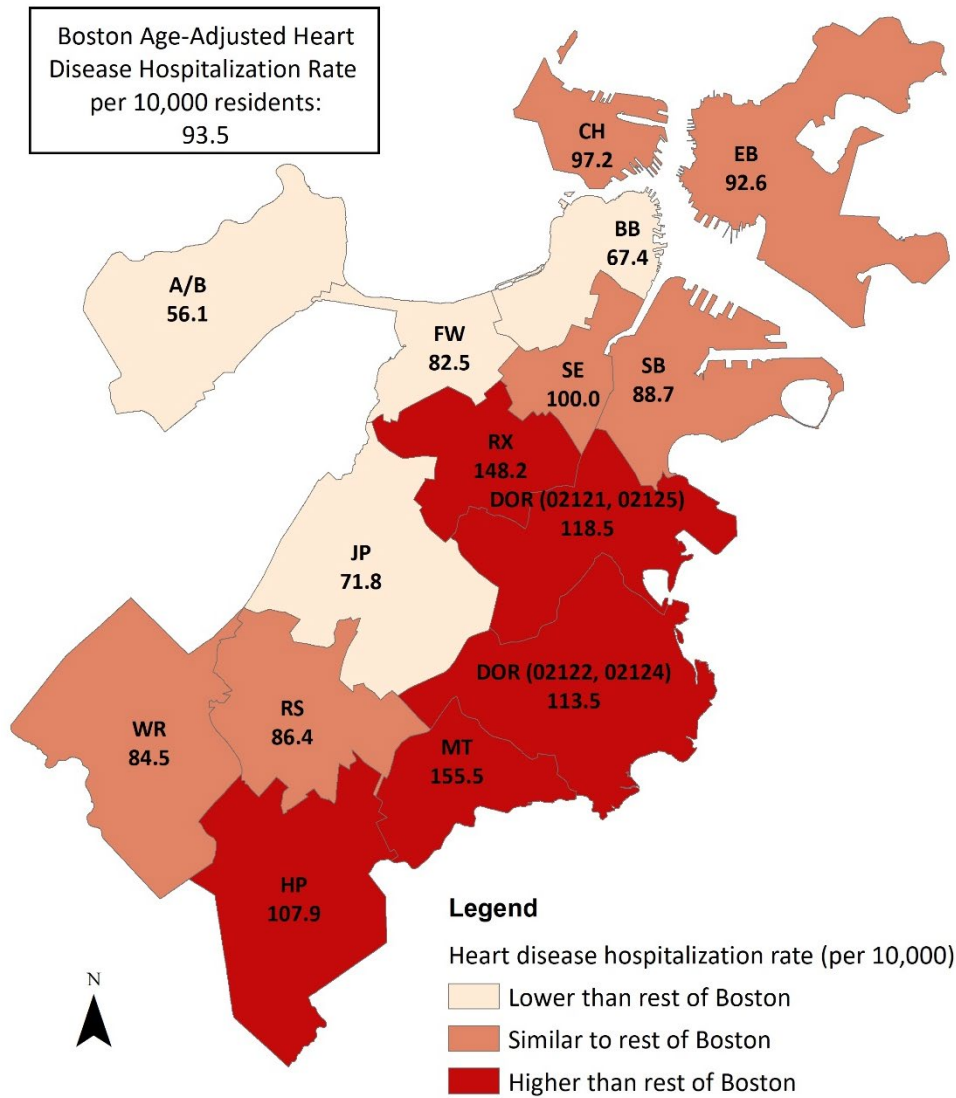 Boston Age-Adjusted Heart
Disease Hospitalization Rate
per 10,000 residents:
93.5
CH
97.2
EB
92.6
BB
67.4
A/B
56.1
FW
82.5
SE
100.0
SB
88.7
RX
148.2
DOR (02121, 02125)
118.5
JP
71.8
DOR (02122, 02124)
113.5
WR
84.5
RS
86.4
MT
155.5
HP
107.9
N
Legend
Heart disease hospitalization rate (per 10,000)
Lower than rest of Boston
Similar to rest of Boston
Higher than rest of Boston